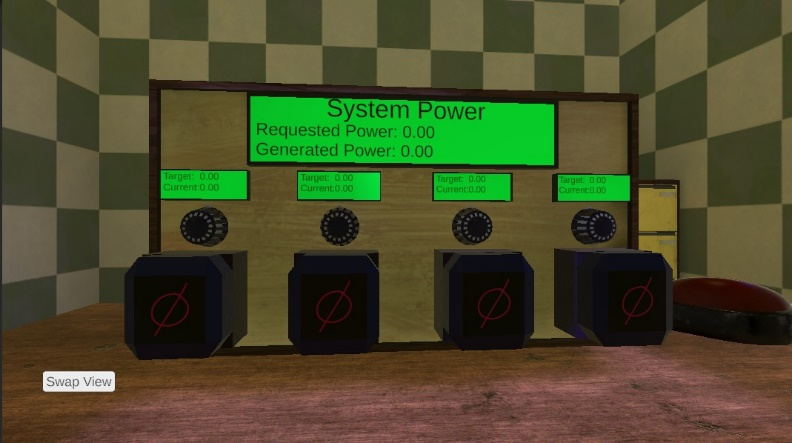 System Power
Requested Power: 0.00
Generated Power: 0.00
Target: 0.00
Current:0.00
Target: 0.00
Current:0.00
Target: 0.00
Current:0.00
Target: 0.00
Current:0.00
Swap View